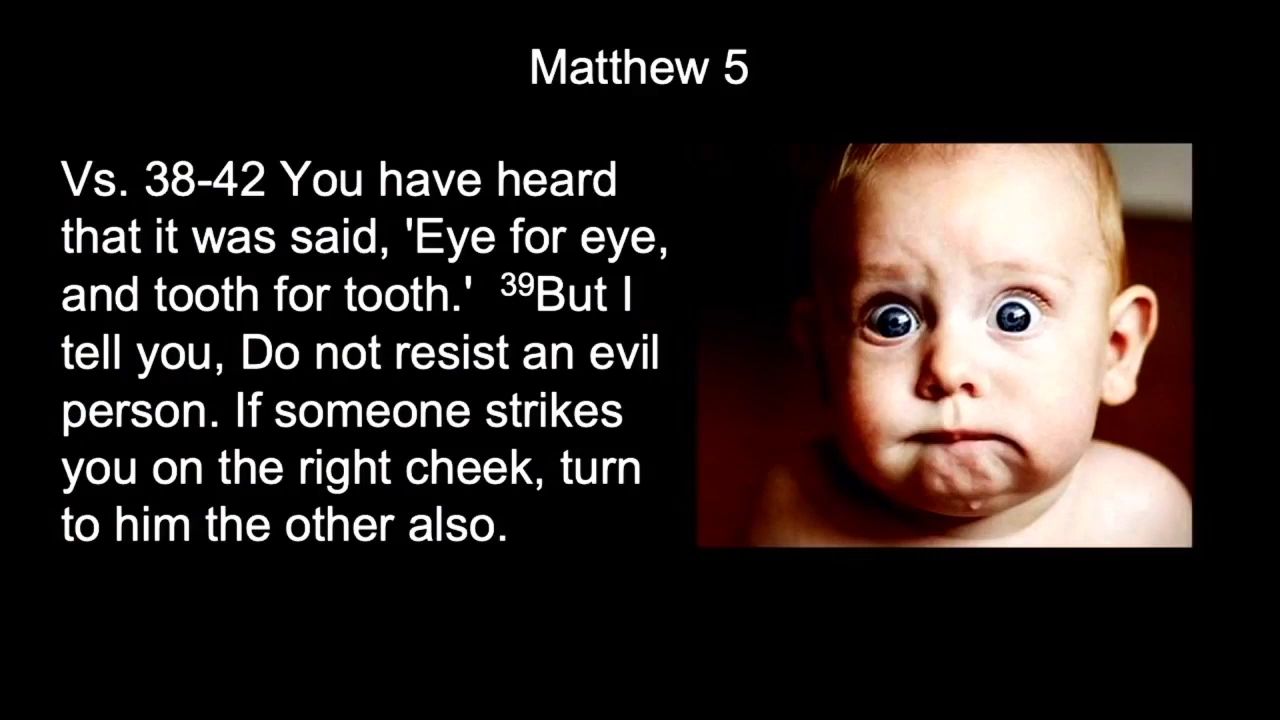 Matthew 5
Vs. 38-42 You have heard
that it was said, 'Eye for eye,
and tooth for tooth.' ³⁹But I
tell you, Do not resist an evil
person. If someone strikes
you on the right cheek, turn
to him the other also.